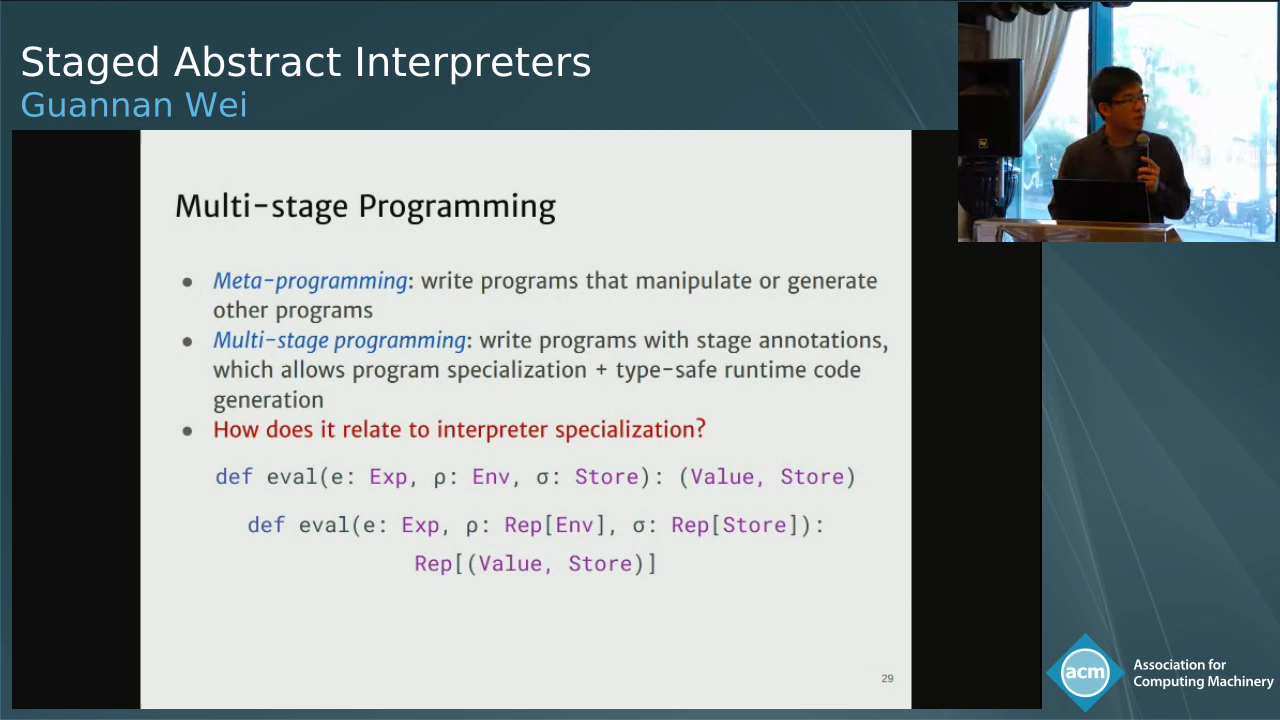 Staged Abstract Interpreters
Guannan Wei
Multi-stage Programming
● Meta-programming: write programs that manipulate or generate
other programs
● Multi-stage programming: write programs with stage annotations,
which allows program specialization + type-safe runtime code
generation
● How does it relate to interpreter specialization?
def eval(e: Exp, ρ: Env, σ: Store): (Value, Store)
def eval(e: Exp, ρ: Rep[Env], σ: Rep[Store]):
Rep[(Value, Store)]
29
acm
Association for
Computing Machinery